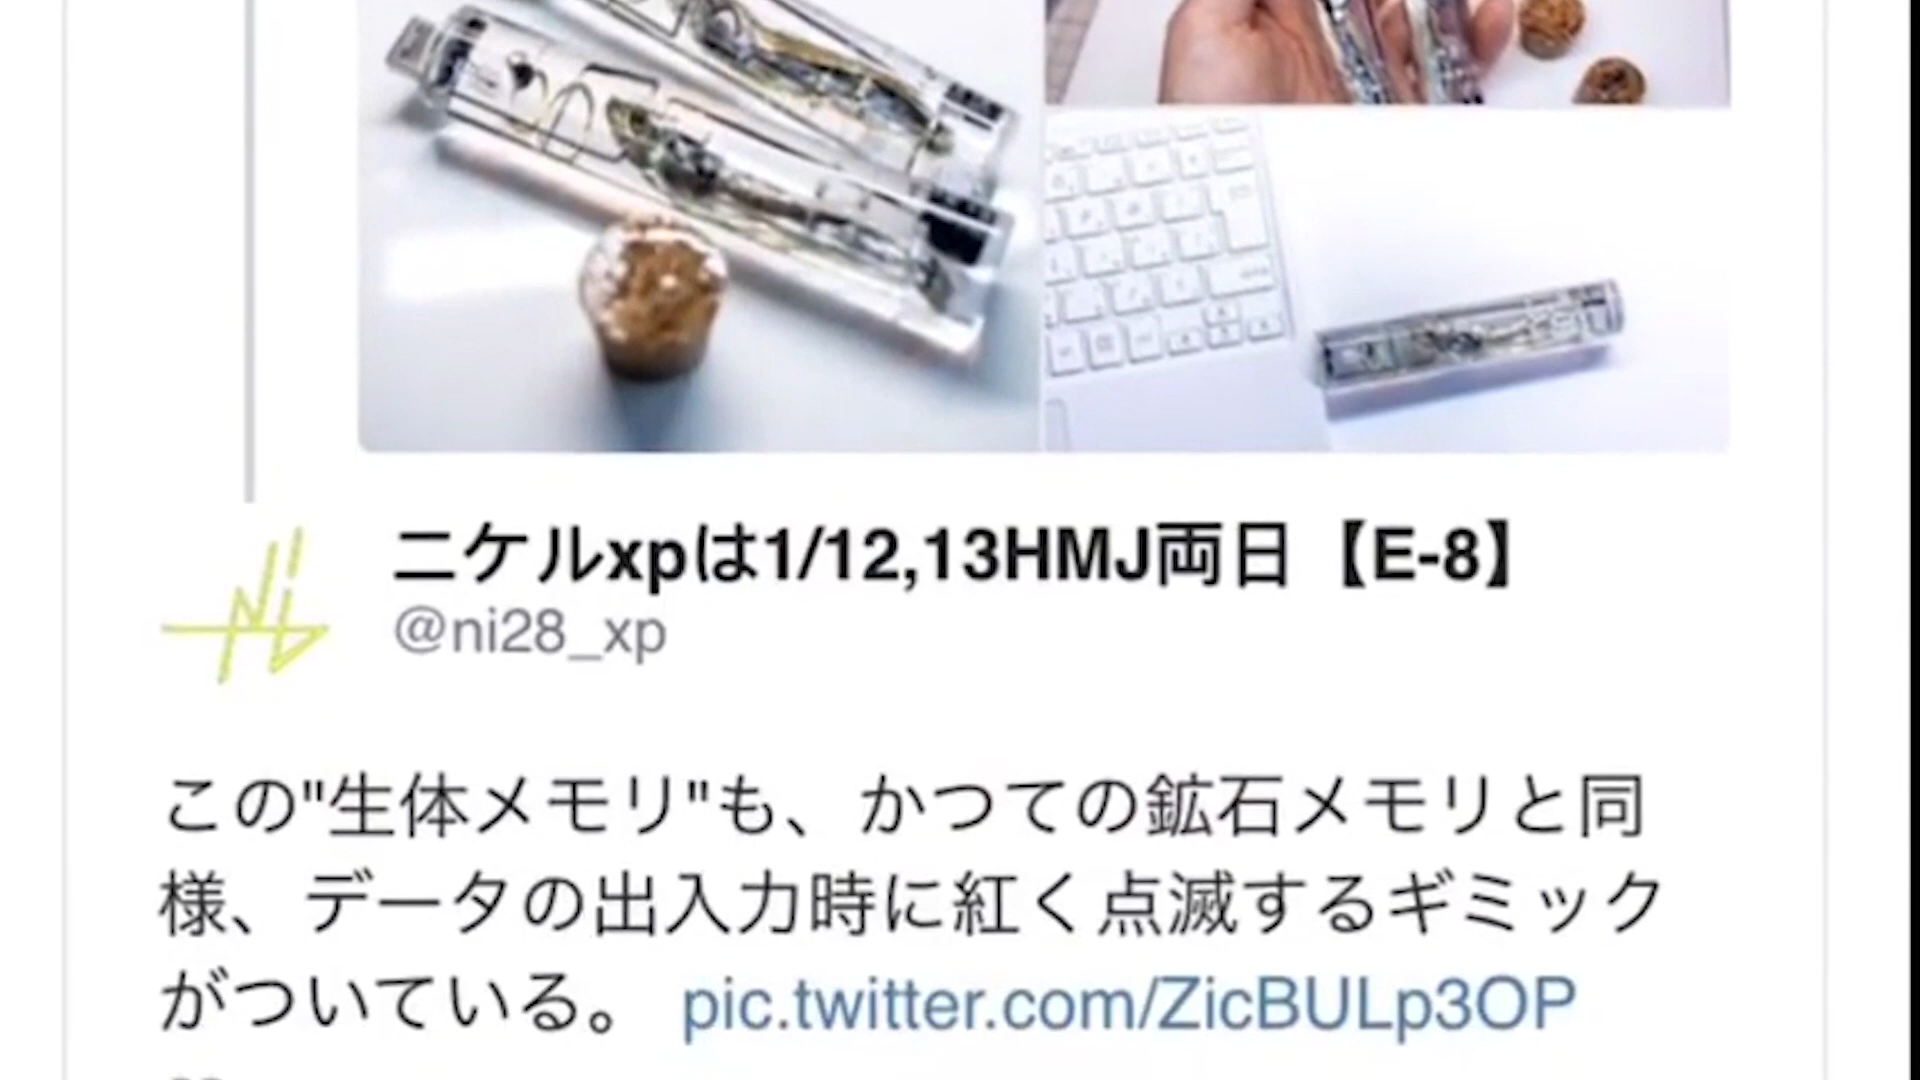 ニケルxpは1/12,13HMJ両日【E-8】
@ni28_xp
この"生体メモリ"も、かつての鉱石メモリと同
様、データの出入力時に紅く点滅するギミック
がついている。 pic.twitter.com/ZicBULp3OP